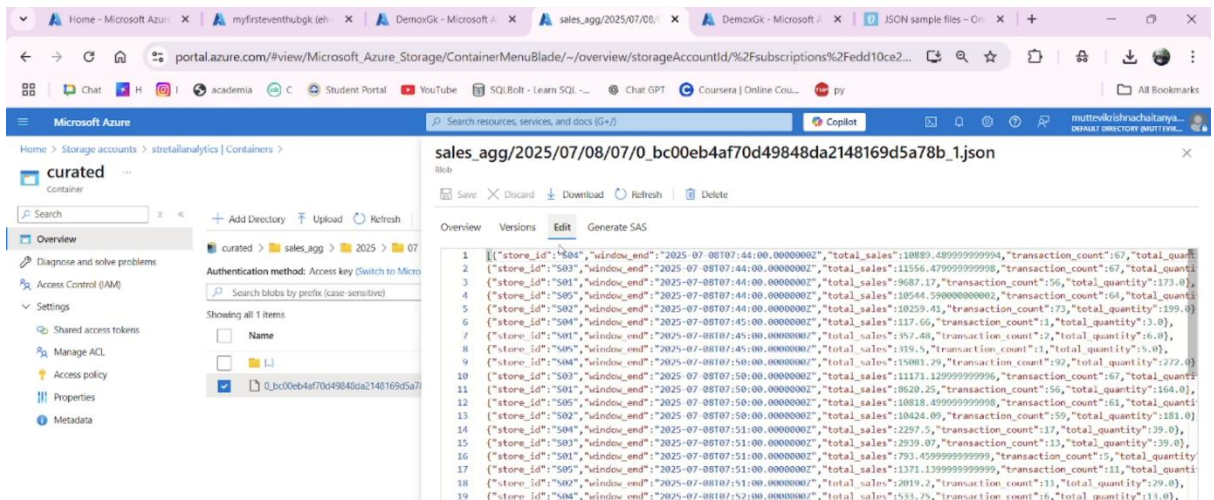 Home - Microsoft Azur
myfirsteventhubgk (eh-
DemoxGk - Microsoft A
sales_agg/2025/07/08/0
DemoxGk - Microsoft A
JSON sample files – On
portal.azure.com/#view/Microsoft_Azure_Storage/ContainerMenuBlade/~/overview/storageAccountId/%2Fsubscriptions%2Fedd10ce2...
Chat H I academia C Student Portal YouTube SQLBolt - Learn SQL -... Chat GPT Coursera | Online Cou... py All Bookmarks
Microsoft Azure
Search resources, services, and docs (G+/)
Copilot
muttevikrishnachaitanya...
DEFAULT DIRECTORY (MUTTEVIK...
Home > Storage accounts > stretailanalytics | Containers >
curated ...
Container
Search
Overview
Diagnose and solve problems
Access Control (IAM)
Settings
Shared access tokens
Manage ACL
Access policy
Properties
Metadata
+ Add Directory Upload Refresh
curated > sales_agg > 2025 > 07
Authentication method: Access key (Switch to Micro
Search blobs by prefix (case-sensitive)
Showing all 1 items
Name
[..]
0_bc00eb4af70d49848da2148169d5a7
sales_agg/2025/07/08/07/0_bc00eb4af70d49848da2148169d5a78b_1.json
Blob
Save Discard Download Refresh Delete
Overview Versions Edit Generate SAS
1 [{"store_id":"S04","window_end":"2025-07-08T07:44:00.0000000Z","total_sales":10889.489999999994,"transaction_count":67,"total_quant
2 {"store_id":"S03","window_end":"2025-07-08T07:44:00.0000000Z","total_sales":11556.479999999998,"transaction_count":67,"total_quanti
3 {"store_id":"S01","window_end":"2025-07-08T07:44:00.0000000Z","total_sales":9687.17,"transaction_count":56,"total_quantity":173.0},
4 {"store_id":"S05","window_end":"2025-07-08T07:44:00.0000000Z","total_sales":10544.590000000002,"transaction_count":64,"total_quanti
5 {"store_id":"S02","window_end":"2025-07-08T07:44:00.0000000Z","total_sales":10259.41,"transaction_count":73,"total_quantity":199.0}
6 {"store_id":"S04","window_end":"2025-07-08T07:45:00.0000000Z","total_sales":117.66,"transaction_count":1,"total_quantity":3.0},
7 {"store_id":"S01","window_end":"2025-07-08T07:45:00.0000000Z","total_sales":357.48,"transaction_count":2,"total_quantity":6.0},
8 {"store_id":"S05","window_end":"2025-07-08T07:45:00.0000000Z","total_sales":319.5,"transaction_count":1,"total_quantity":5.0},
9 {"store_id":"S04","window_end":"2025-07-08T07:50:00.0000000Z","total_sales":15081.29,"transaction_count":92,"total_quantity":272.0}
10 {"store_id":"S03","window_end":"2025-07-08T07:50:00.0000000Z","total_sales":11171.129999999996,"transaction_count":67,"total_quanti
11 {"store_id":"S01","window_end":"2025-07-08T07:50:00.0000000Z","total_sales":8620.25,"transaction_count":56,"total_quantity":164.0},
12 {"store_id":"S05","window_end":"2025-07-08T07:50:00.0000000Z","total_sales":10818.499999999998,"transaction_count":61,"total_quanti
13 {"store_id":"S02","window_end":"2025-07-08T07:50:00.0000000Z","total_sales":10424.09,"transaction_count":59,"total_quantity":181.0}
14 {"store_id":"S04","window_end":"2025-07-08T07:51:00.0000000Z","total_sales":2297.5,"transaction_count":17,"total_quantity":39.0},
15 {"store_id":"S03","window_end":"2025-07-08T07:51:00.0000000Z","total_sales":2939.07,"transaction_count":13,"total_quantity":39.0},
16 {"store_id":"S01","window_end":"2025-07-08T07:51:00.0000000Z","total_sales":793.4599999999999,"transaction_count":5,"total_quantity
17 {"store_id":"S05","window_end":"2025-07-08T07:51:00.0000000Z","total_sales":1371.139999999999,"transaction_count":11,"total_quanti
18 {"store_id":"S02","window_end":"2025-07-08T07:51:00.0000000Z","total_sales":2019.2,"transaction_count":11,"total_quantity":29.0},
19 {"store_id":"S04","window_end":"2025-07-08T07:52:00.0000000Z","total_sales":533.75,"transaction_count":6,"total_quantity":13.0},